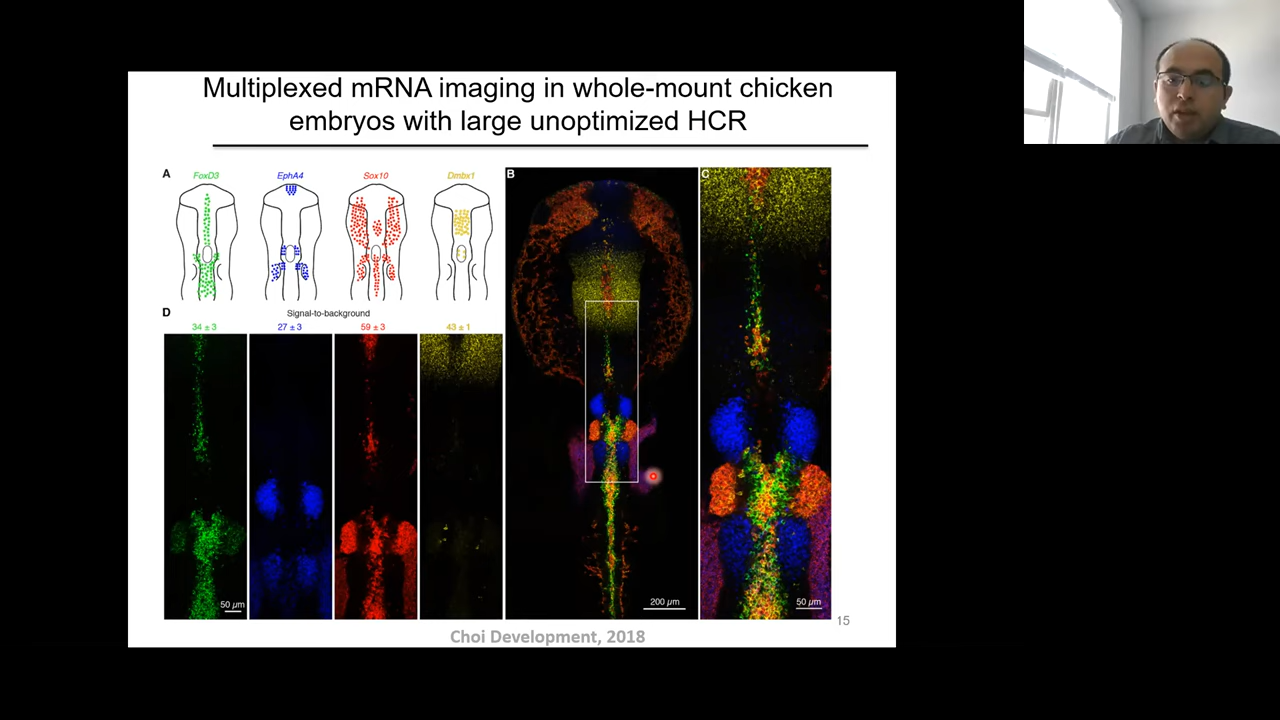 Multiplexed mRNA imaging in whole-mount chicken
embryos with large unoptimized HCR
A
FoxD3
EphA4
Sox10
Dmbx1
B
C
D
Signal-to-background
34 ± 3
27 ± 3
59 ± 3
43 ± 1
50 µm
200 µm
50 µm
15
Choi Development, 2018